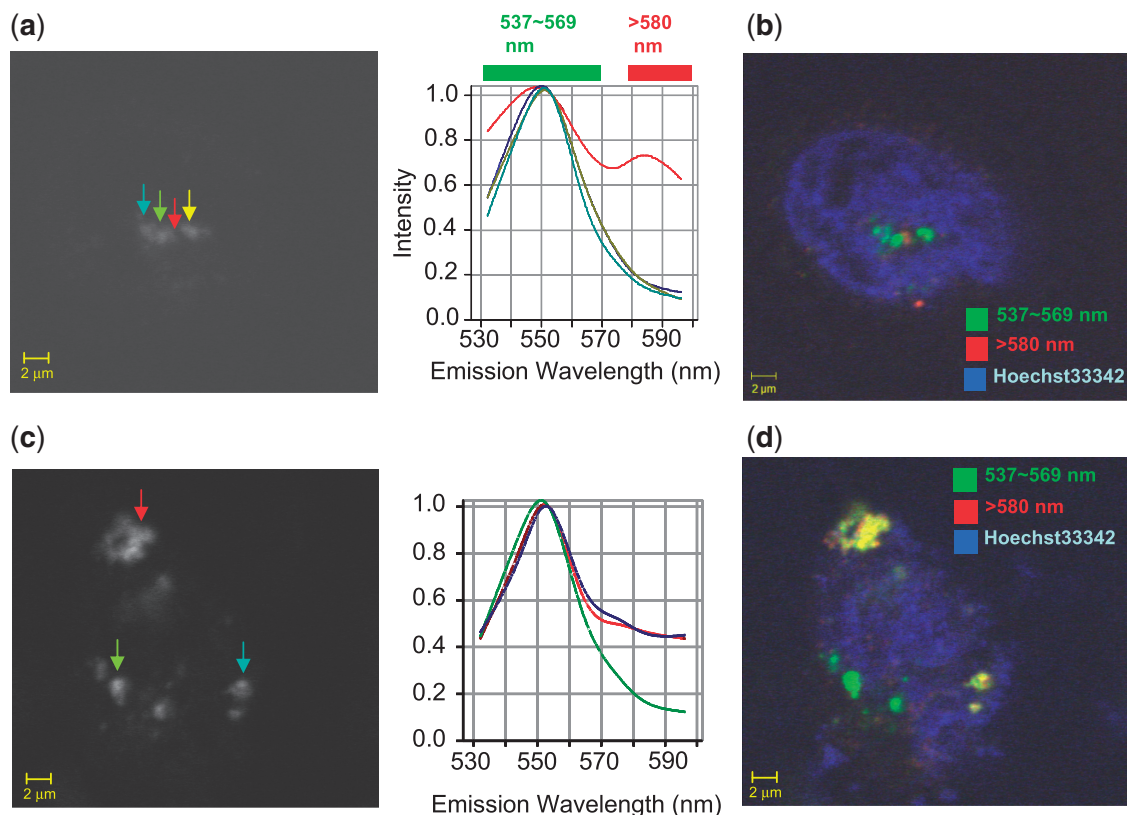 (a)
537~569
nm
>580
nm
(b)
1.0
0.8
0.6
0.4
0.2
0.0
Intensity
530 550 570 590
Emission Wavelength (nm)
2 μm
537~569 nm
>580 nm
Hoechst33342
2 μm
(c)
(d)
1.0
0.8
0.6
0.4
0.2
0.0
530 550 570 590
Emission Wavelength (nm)
2 μm
537~569 nm
>580 nm
Hoechst33342
2 μm